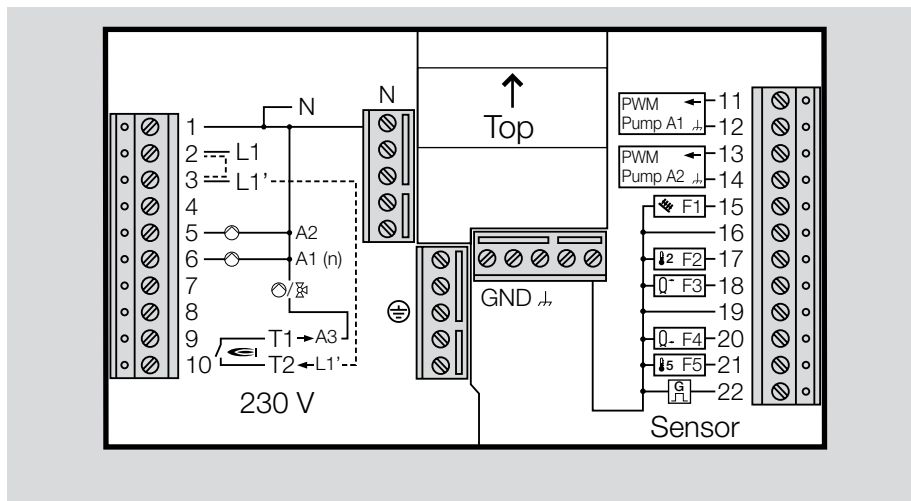 N
1
2 L1
3 L1'
4
5 A2
6 A1 (n)
7
8
9 T1 A3
10 T2 L1'
230 V
N
Top
GND
PWM 11
Pump A1 12
PWM 13
Pump A2 14
F1 15
16
2 F2 17
F3 18
19
F4 20
5 F5 21
G 22
Sensor